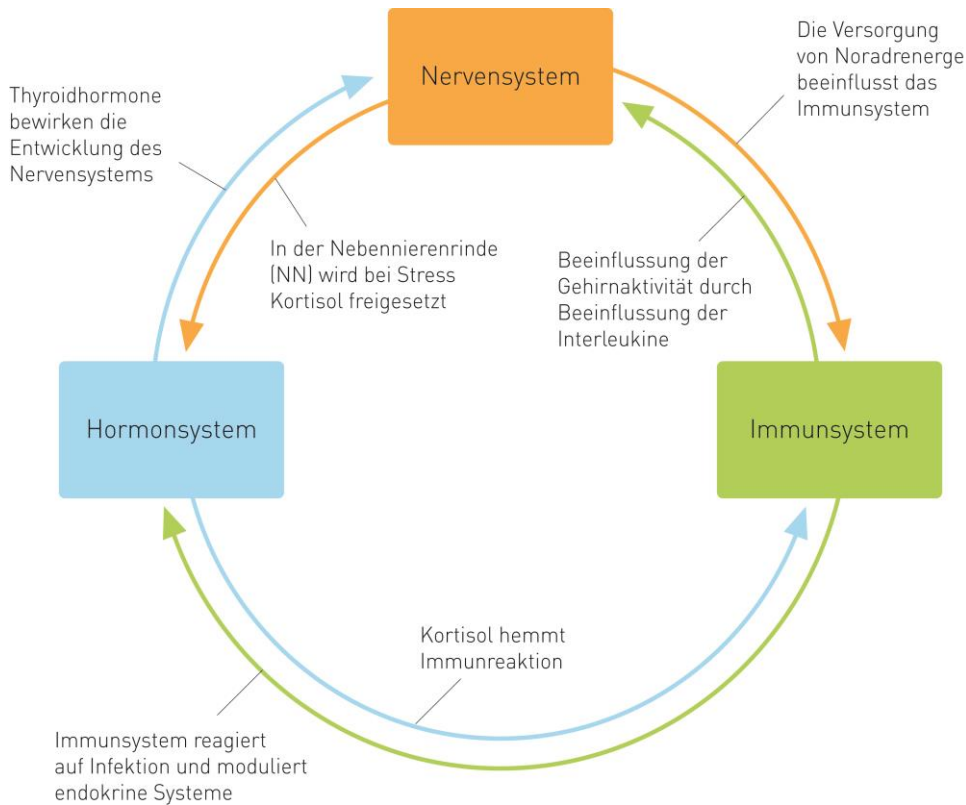 Nervensystem
Die Versorgung
von Noradrenerge
beeinflusst das
Immunsystem
Thyroidhormone
bewirken die
Entwicklung des
Nervensystems
In der Nebennierenrinde
(NN) wird bei Stress
Kortisol freigesetzt
Beeinflussung der
Gehirnaktivität durch
Beeinflussung der
Interleukine
Hormonsystem
Immunsystem
Kortisol hemmt
Immunreaktion
Immunsystem reagiert
auf Infektion und moduliert
endokrine Systeme